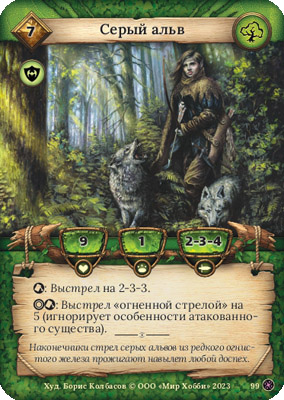 7
Серый альв
9
1
2-3-4
: Выстрел на 2-3-3.
: Выстрел «огненной стрелой» на
5 (игнорирует особенности атакованно-
го существа).
Наконечники стрел серых альвов из редкого огнис-
того железа прожигают навылет любой доспех.
Худ. Борис Колбасов © ООО «Мир Хобби» 2023
99